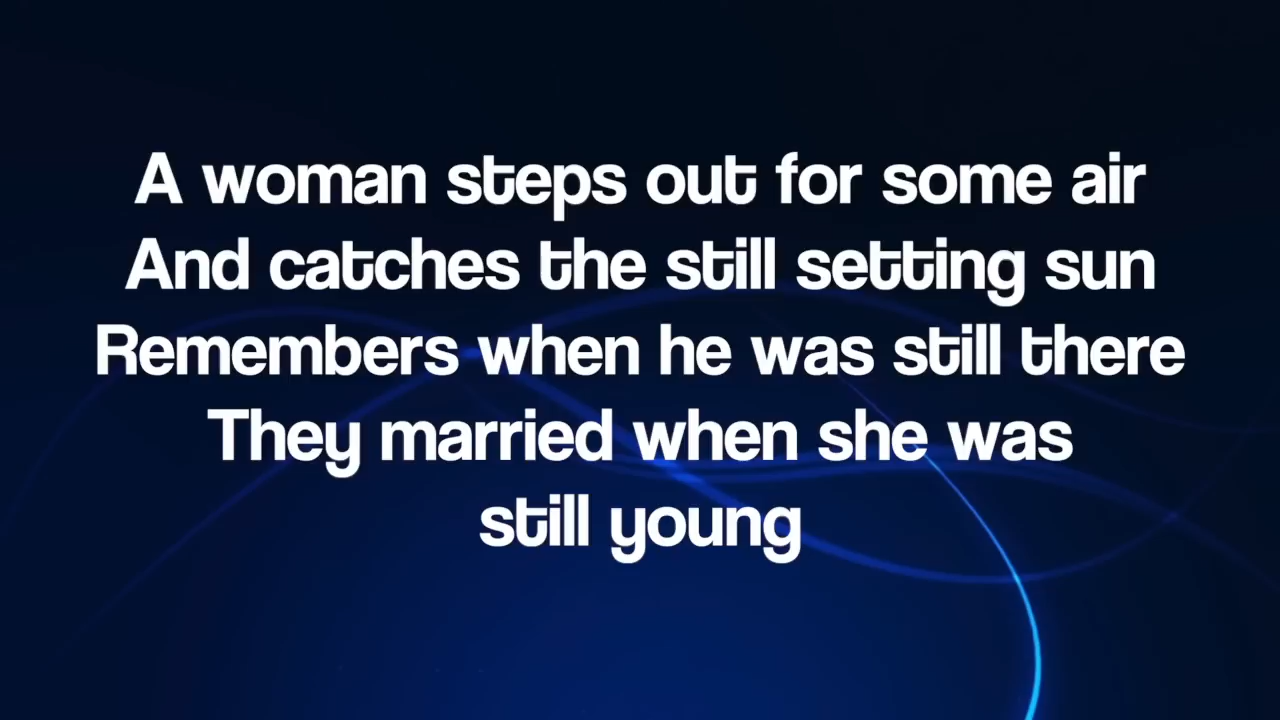 A woman steps out for some air
And catches the still setting sun
Remembers when he was still there
They married when she was
still young